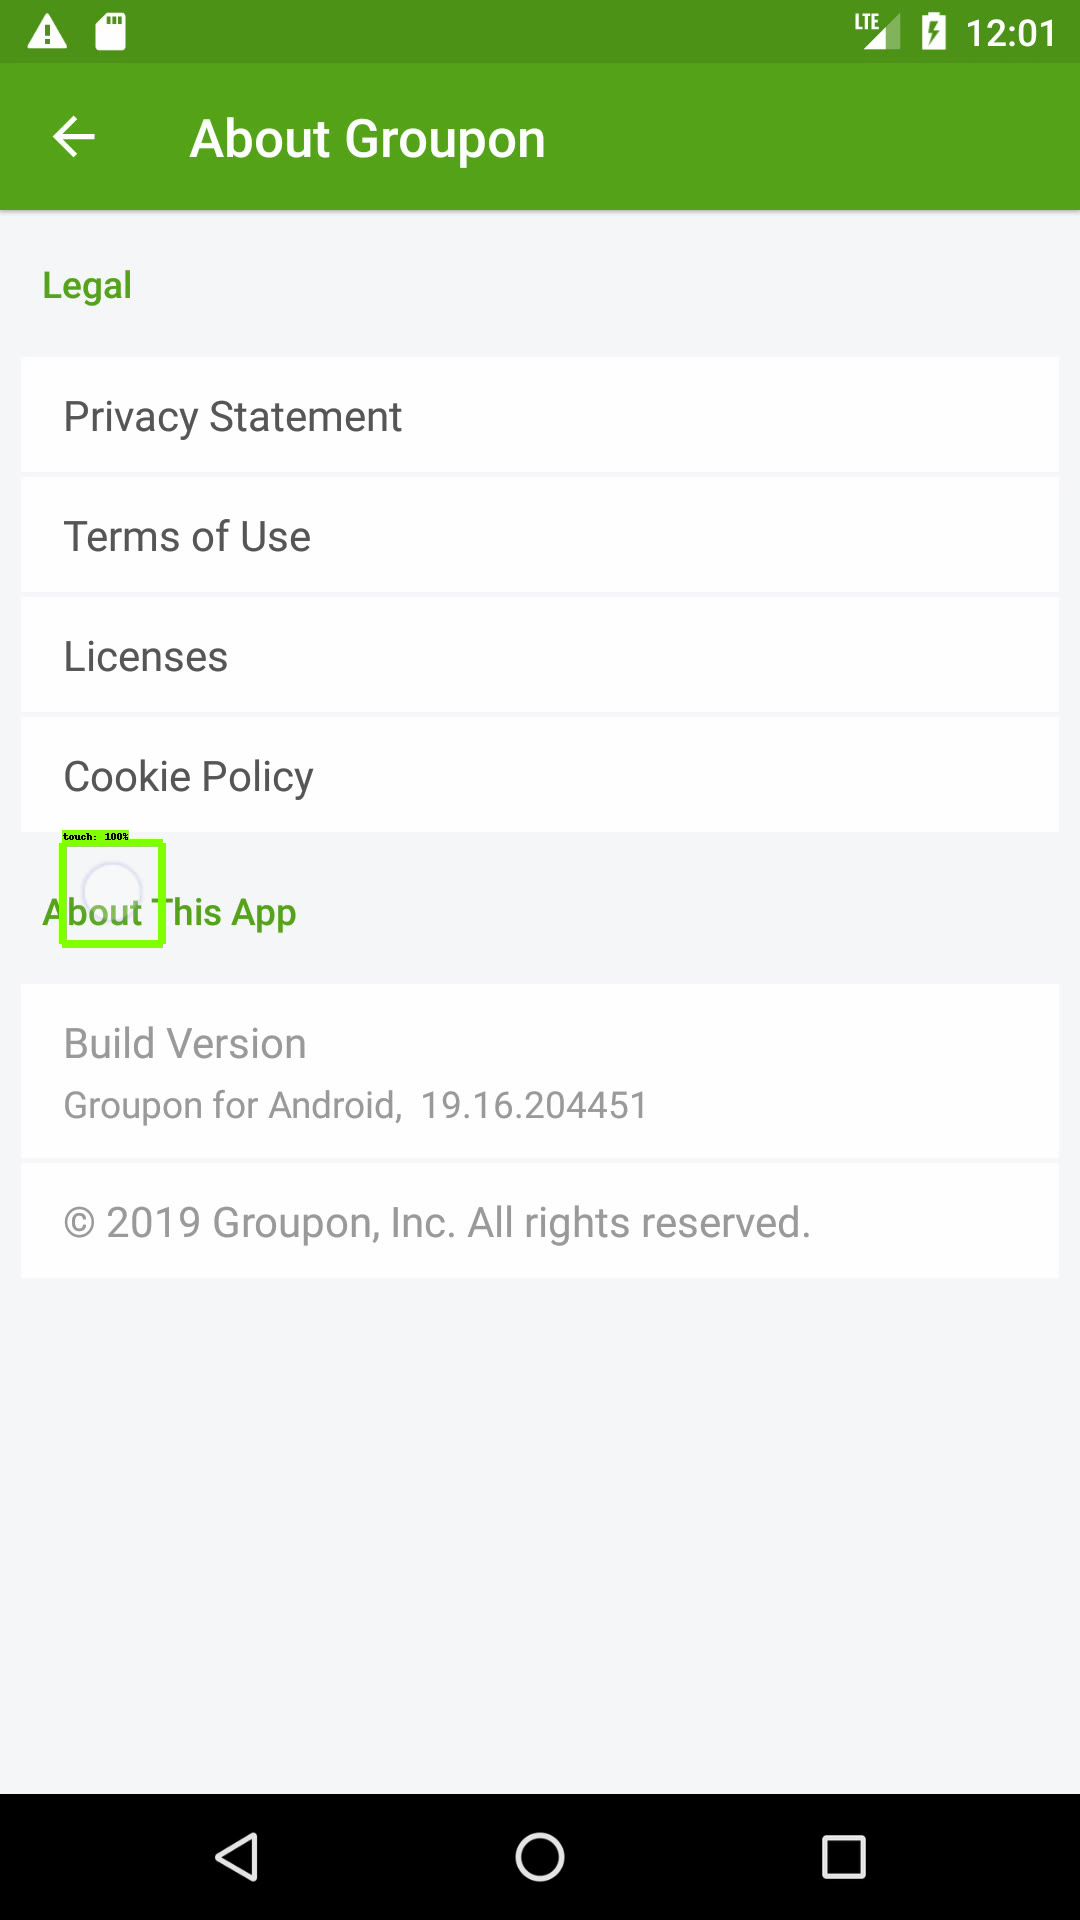 LTE 12:01
About Groupon
Legal
Privacy Statement
Terms of Use
Licenses
Cookie Policy
touch: 100%
About This App
Build Version
Groupon for Android, 19.16.204451
© 2019 Groupon, Inc. All rights reserved.